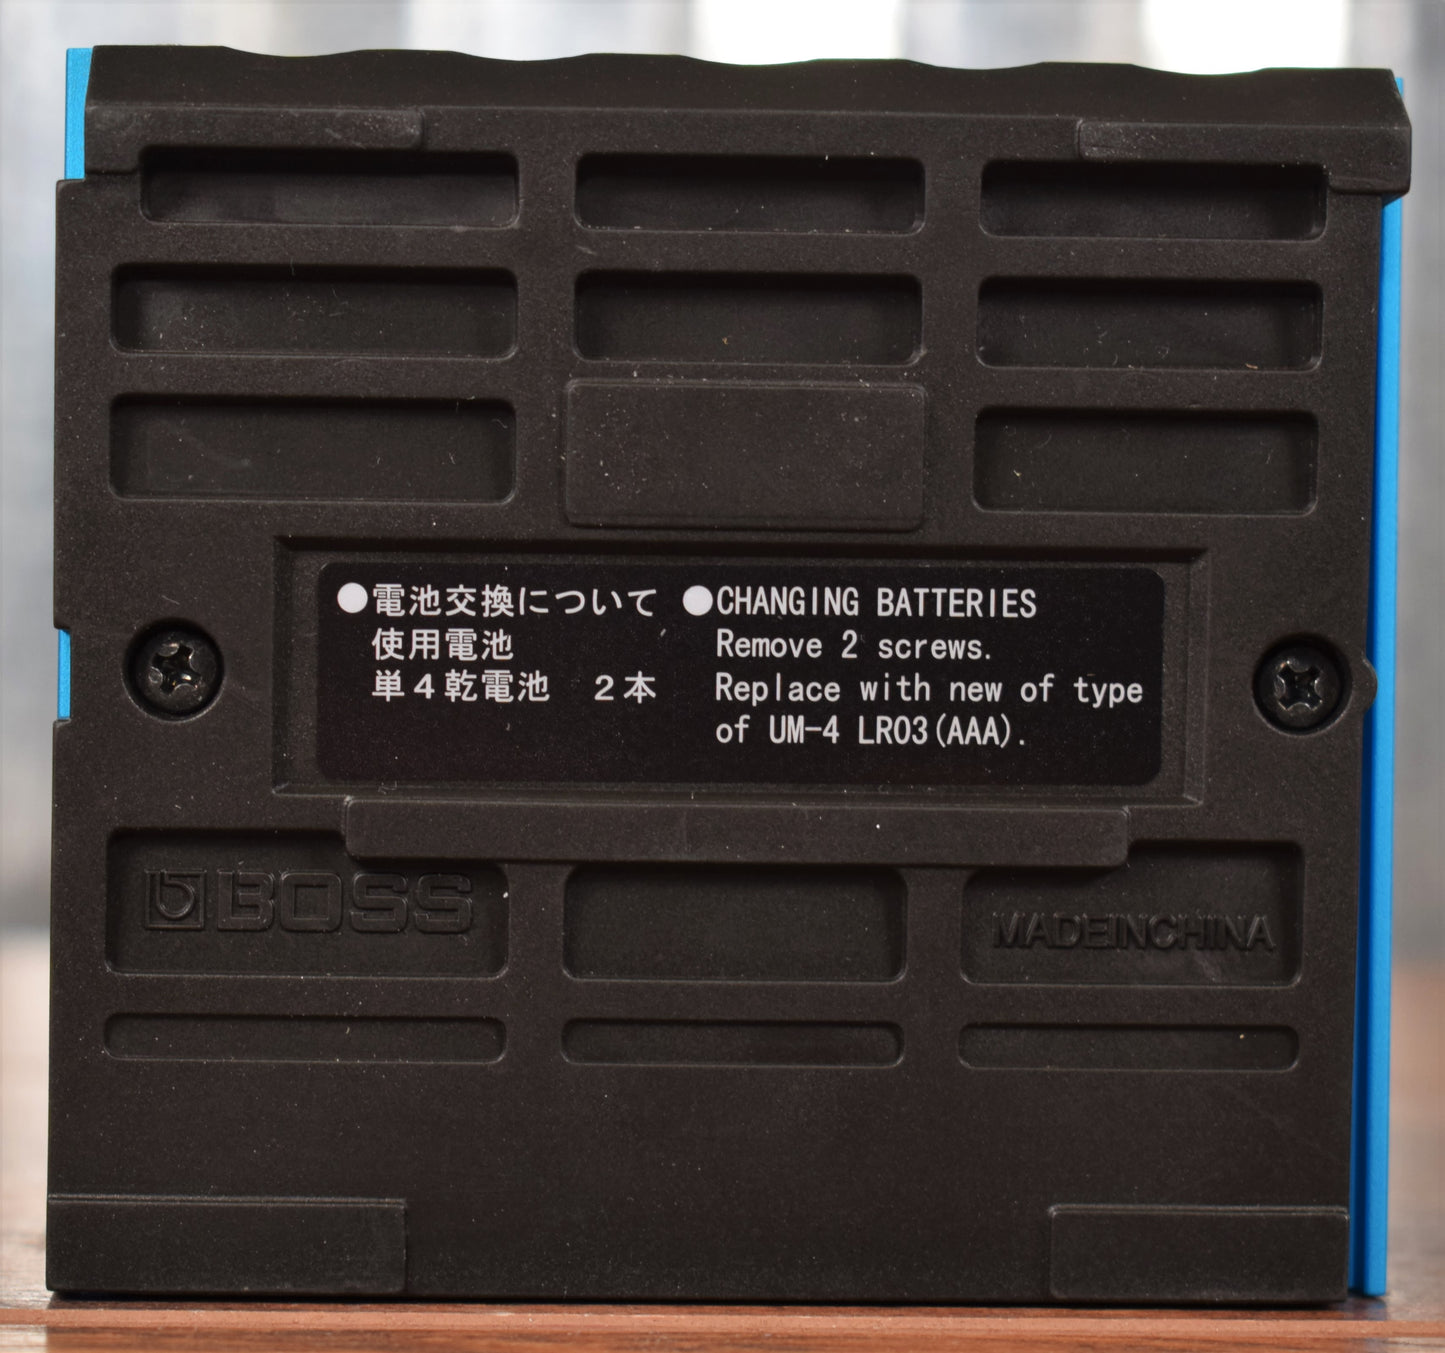 ●電池交換について
使用電池
単4乾電池 2本
●CHANGING BATTERIES
Remove 2 screws.
Replace with new of type
of UM-4 LR03(AAA).
BOSS
MADEINCHINA